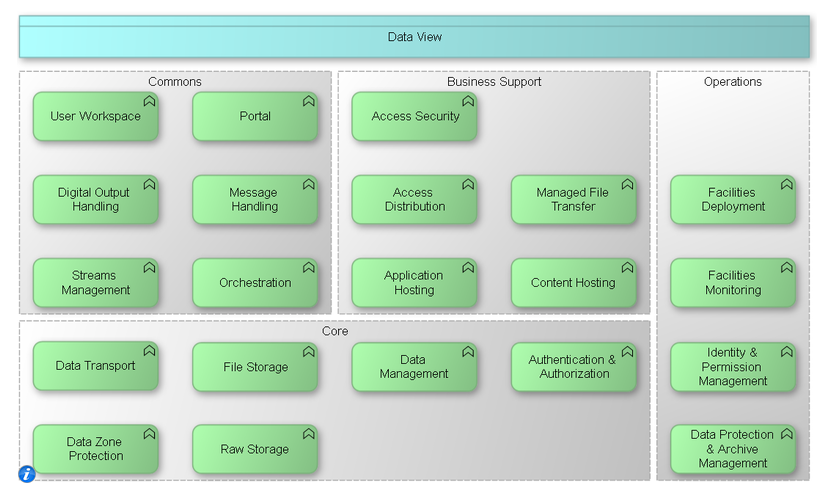 Data View
Commons
User Workspace
Portal
Digital Output
Handling
Message
Handling
Streams
Management
Orchestration
Business Support
Access Security
Access
Distribution
Managed File
Transfer
Application
Hosting
Content Hosting
Operations
Facilities
Deployment
Facilities
Monitoring
Identity &
Permission
Management
Data Protection
& Archive
Management
Core
Data Transport
File Storage
Data
Management
Authentication &
Authorization
Data Zone
Protection
Raw Storage
i